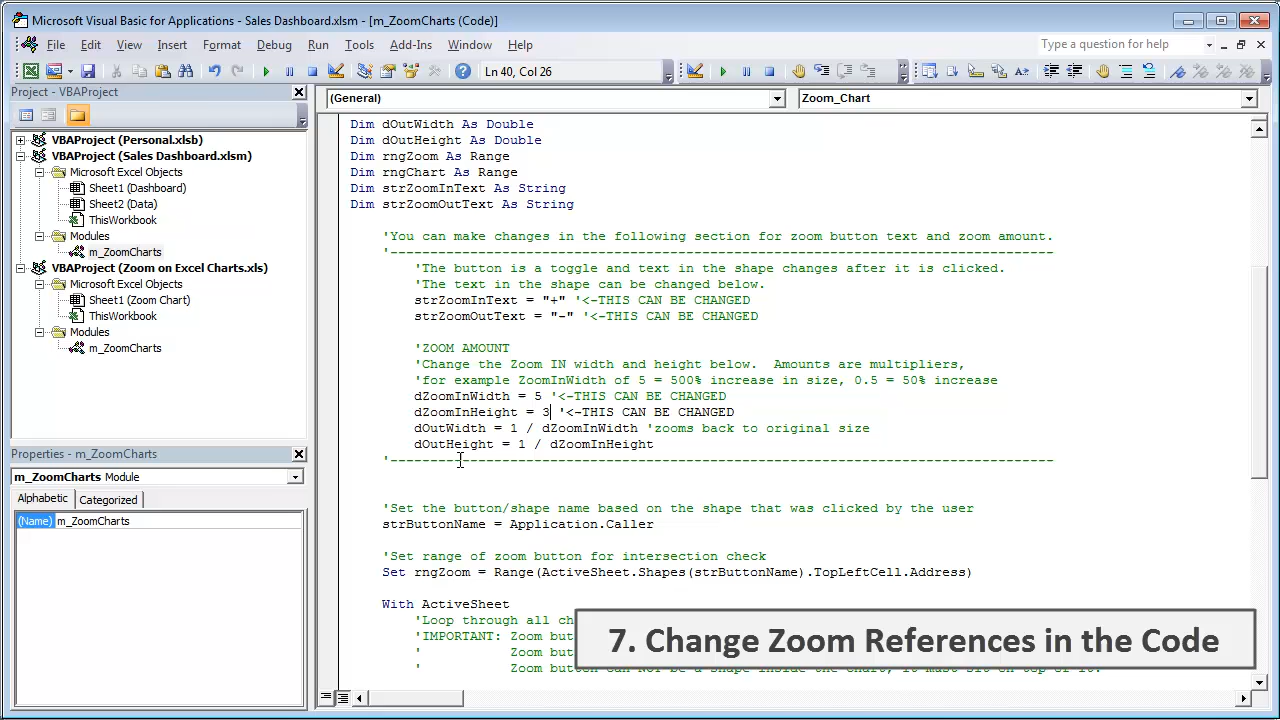 Microsoft Visual Basic for Applications - Sales Dashboard.xlsm - [m_ZoomCharts (Code)]
File Edit View Insert Format Debug Run Tools Add-Ins Window Help
Type a question for help
Ln 40, Col 26
Project - VBAProject
(General)
Zoom_Chart
VBAProject (Personal.xlsb)
VBAProject (Sales Dashboard.xlsm)
Microsoft Excel Objects
Sheet1 (Dashboard)
Sheet2 (Data)
ThisWorkbook
Modules
m_ZoomCharts
VBAProject (Zoom on Excel Charts.xls)
Microsoft Excel Objects
Sheet1 (Zoom Chart)
ThisWorkbook
Modules
m_ZoomCharts
Properties - m_ZoomCharts
m_ZoomCharts Module
Alphabetic Categorized
(Name) m_ZoomCharts
Dim dOutWidth As Double
Dim dOutHeight As Double
Dim rngZoom As Range
Dim rngChart As Range
Dim strZoomInText As String
Dim strZoomOutText As String
'You can make changes in the following section for zoom button text and zoom amount.
'-----------------------------------------------------------------------------------
'The button is a toggle and text in the shape changes after it is clicked.
'The text in the shape can be changed below.
strZoomInText = "+" '<-THIS CAN BE CHANGED
strZoomOutText = "-" '<-THIS CAN BE CHANGED
'ZOOM AMOUNT
'Change the Zoom IN width and height below.  Amounts are multipliers,
'for example ZoomInWidth of 5 = 500% increase in size, 0.5 = 50% increase
dZoomInWidth = 5 '<-THIS CAN BE CHANGED
dZoomInHeight = 3 '<-THIS CAN BE CHANGED
dOutWidth = 1 / dZoomInWidth 'zooms back to original size
dOutHeight = 1 / dZoomInHeight
'-----------------------------------------------------------------------------------
'Set the button/shape name based on the shape that was clicked by the user
strButtonName = Application.Caller
'Set range of zoom button for intersection check
Set rngZoom = Range(ActiveSheet.Shapes(strButtonName).TopLeftCell.Address)
With ActiveSheet
'Loop through all ch
'IMPORTANT: Zoom but
' Zoom but
' Zoom button
7. Change Zoom References in the Code